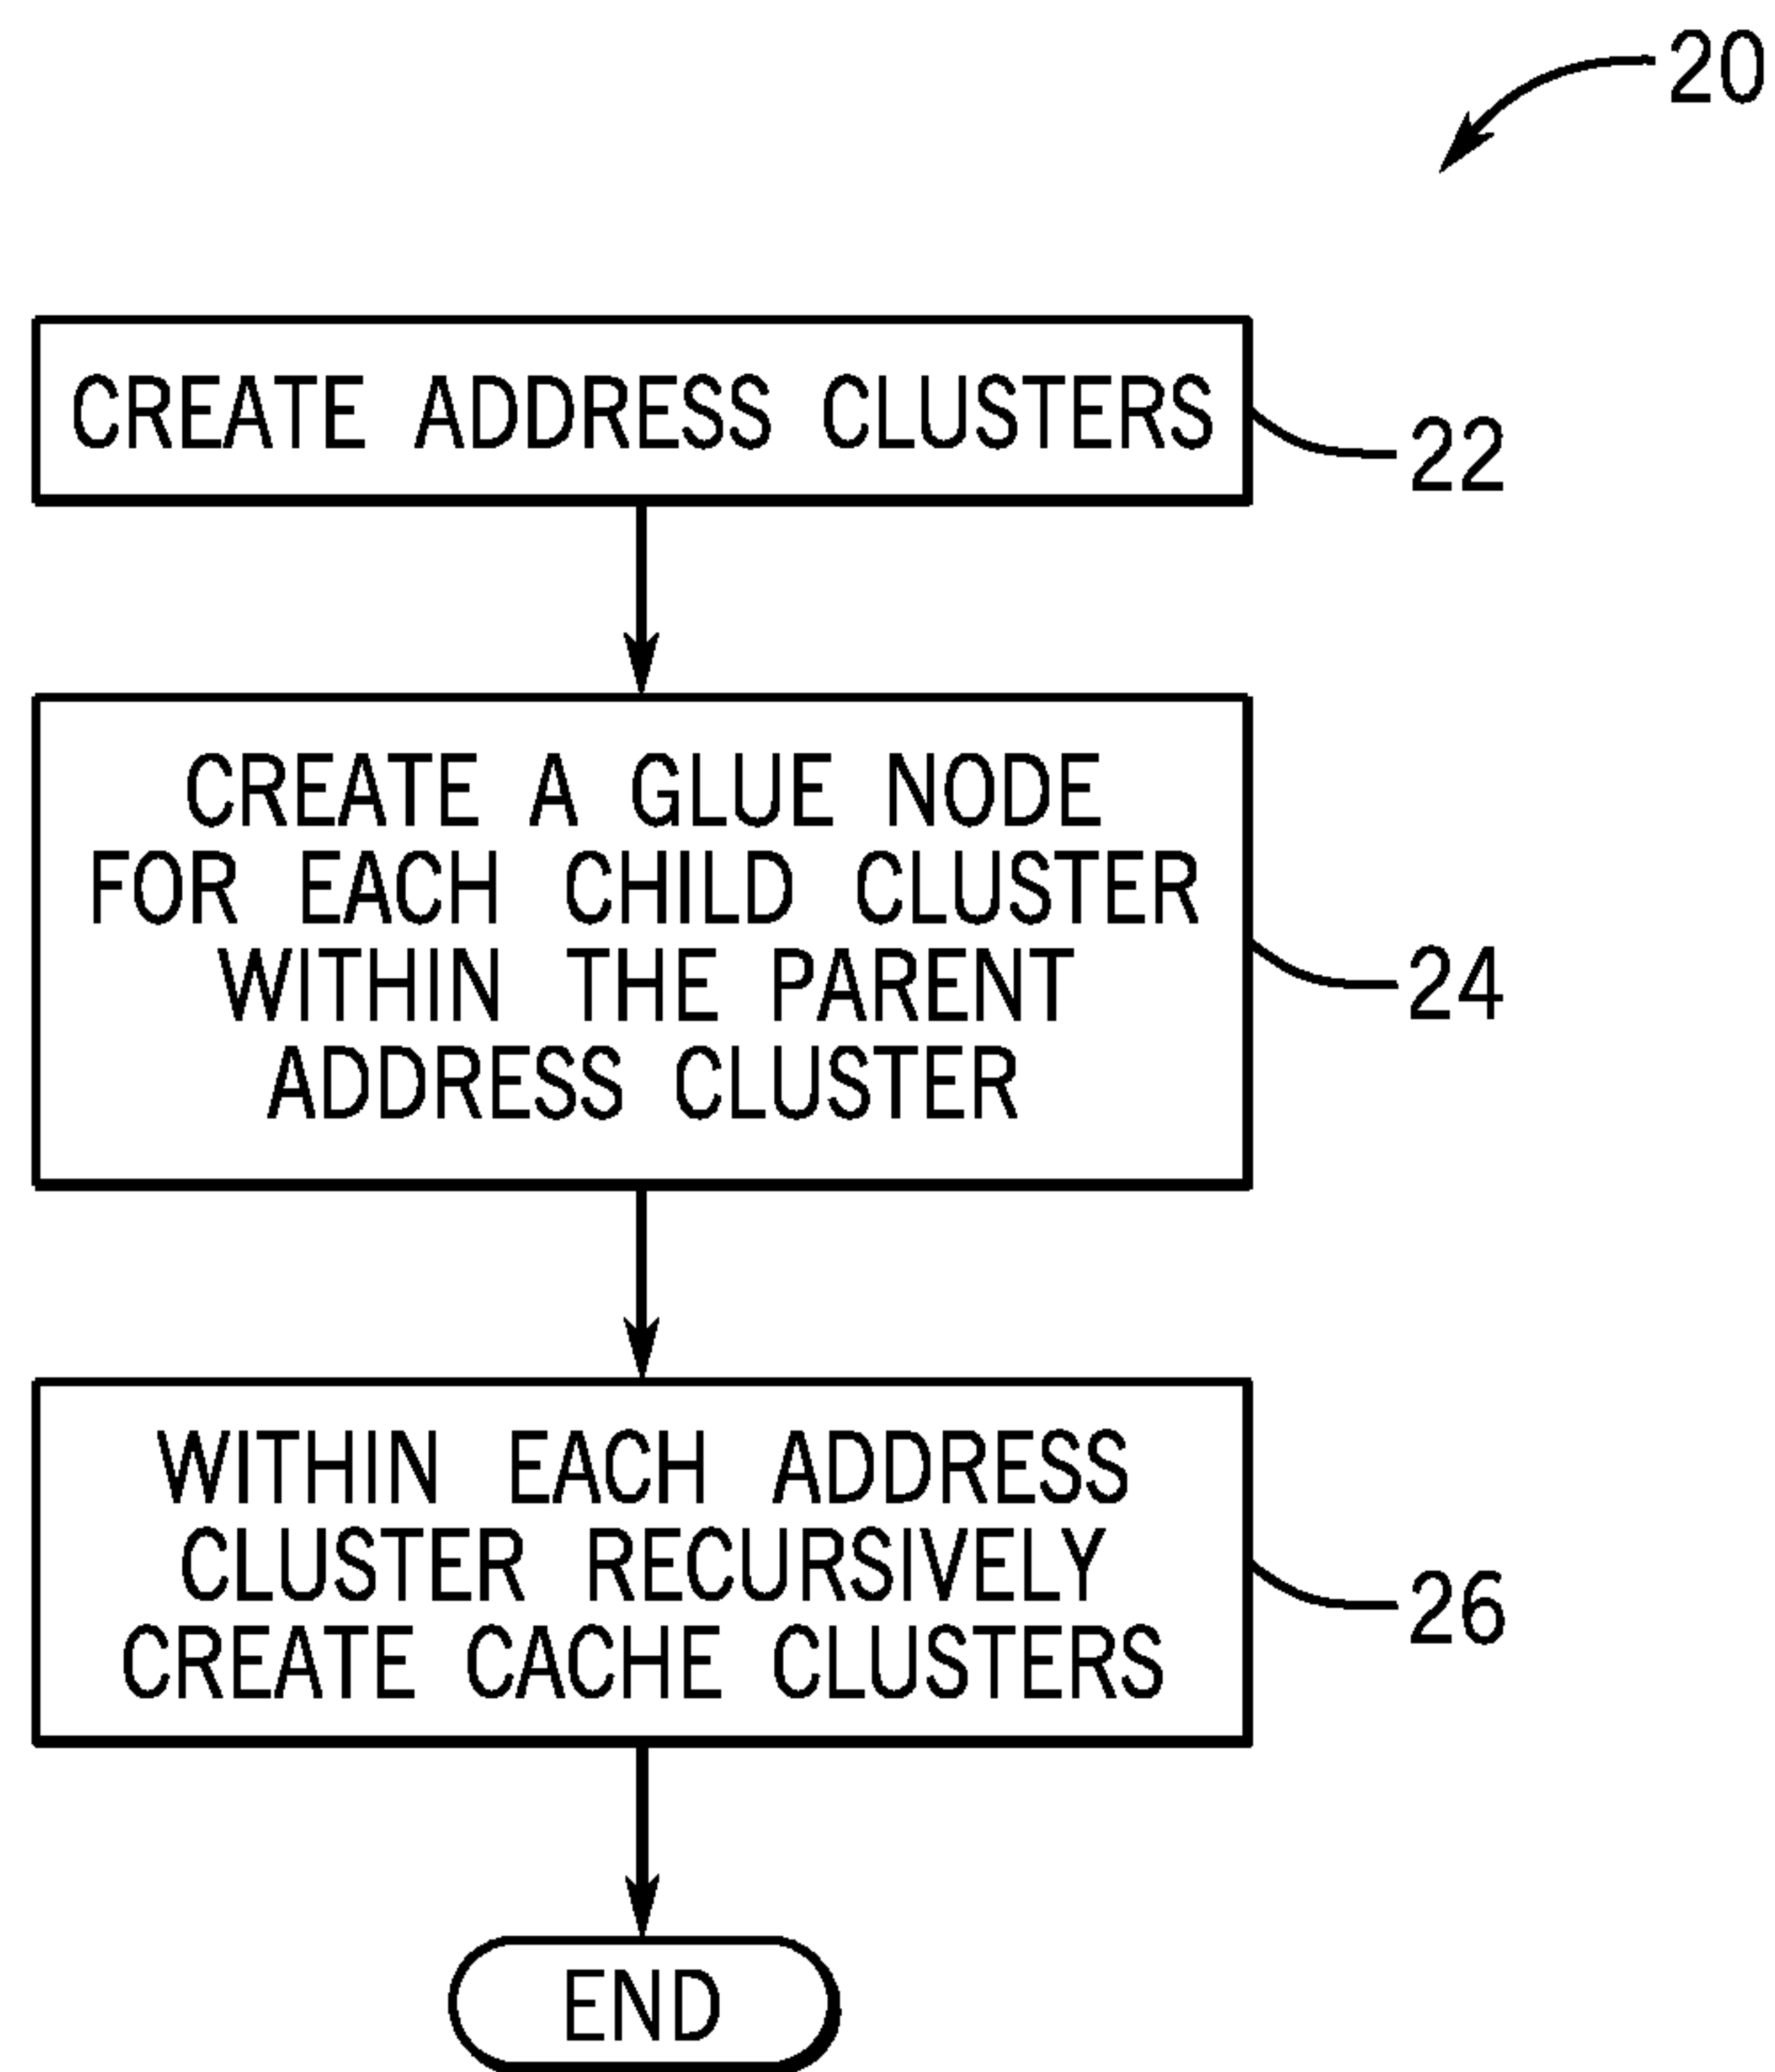 20
CREATE ADDRESS CLUSTERS
22
CREATE A GLUE NODE
FOR EACH CHILD CLUSTER
WITHIN THE PARENT
ADDRESS CLUSTER
24
WITHIN EACH ADDRESS
CLUSTER RECURSIVELY
CREATE CACHE CLUSTERS
26
END